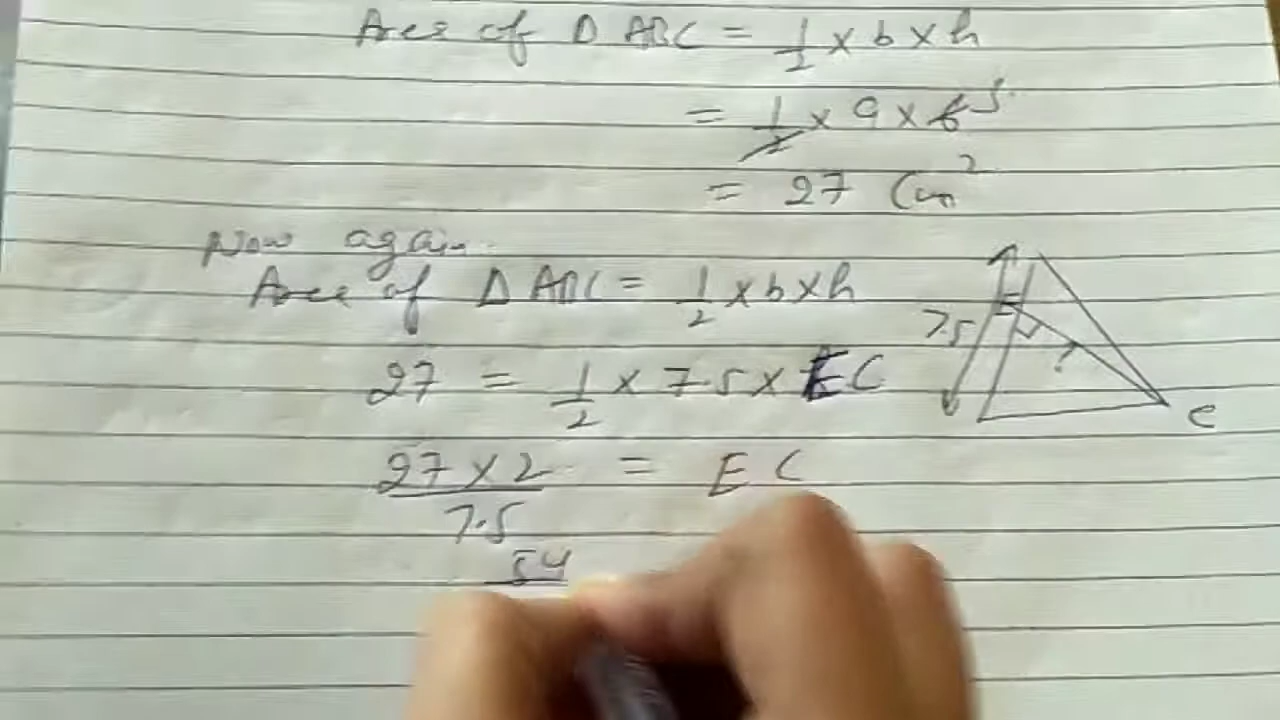 Area of Δ ABC = 1/2 × b × h
= 1/2 × 9 × 6 3
= 27 Cm²
Now again
Area of Δ ABC = 1/2 × b × h
7.5
?
27 = 1/2 × 7.5 × EC
C
27 × 2 / 7.5 = EC
54